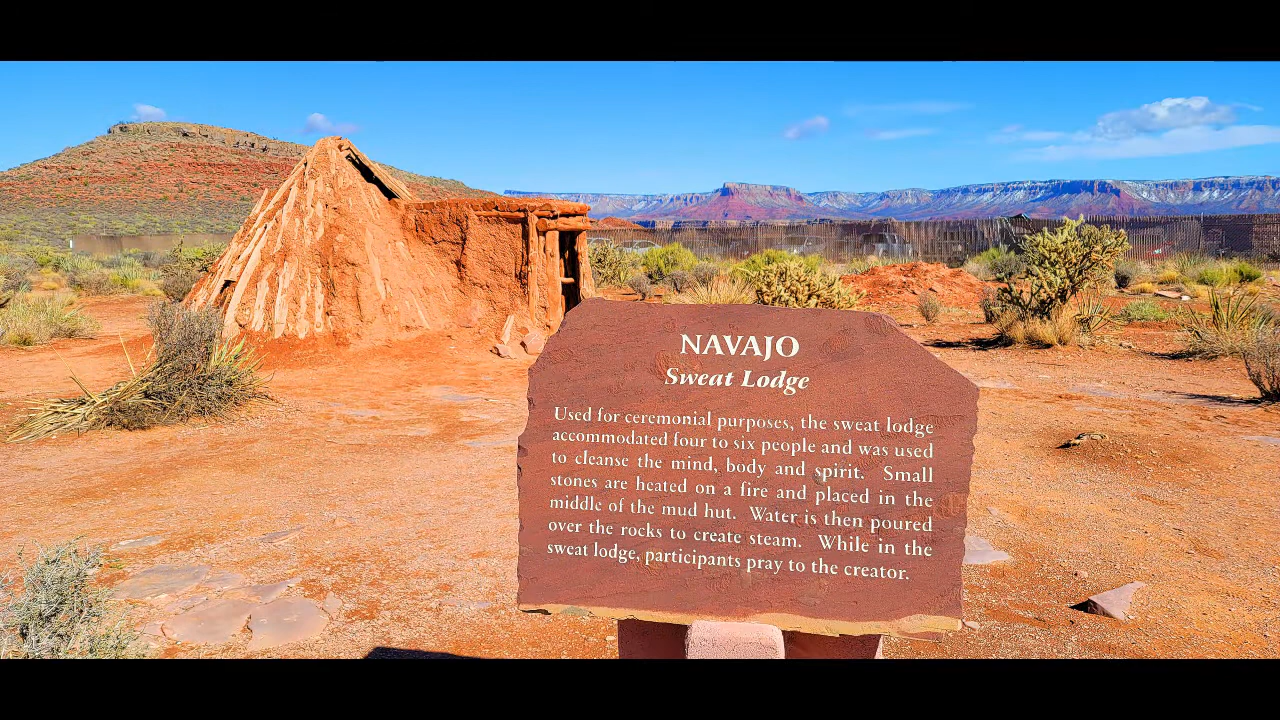 NAVAJO
Sweat Lodge
Used for ceremonial purposes, the sweat lodge
accommodated four to six people and was used
to cleanse the mind, body and spirit. Small
stones are heated on a fire and placed in the
middle of the mud hut. Water is then poured
over the rocks to create steam. While in the
sweat lodge, participants pray to the creator.